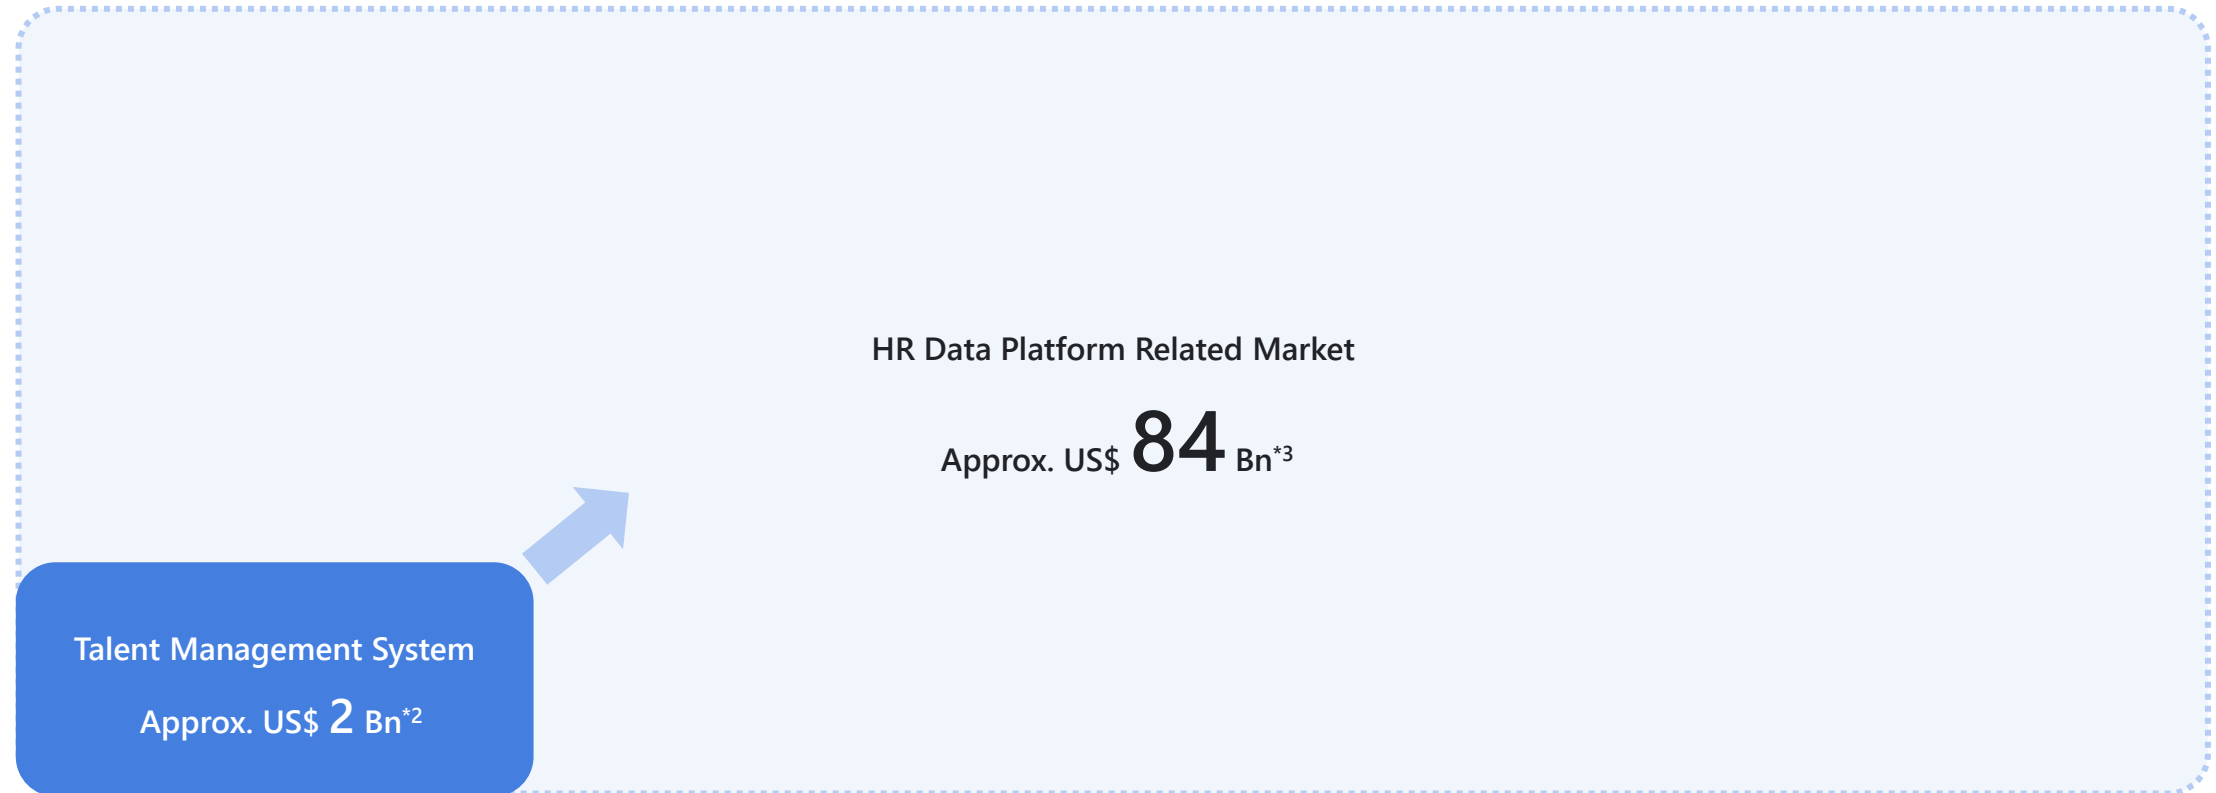 HR Data Platform Related Market
Approx. US$ 84 Bn*3
Talent Management System
Approx. US$ 2 Bn*2